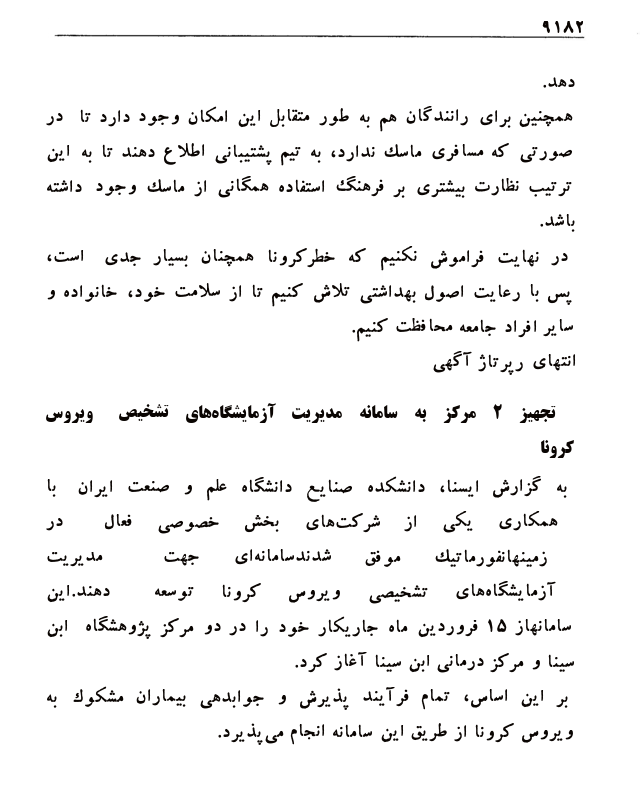 ۹۱۸۲
دهد.
همچنین برای رانندگان هم به طور متقابل این امکان وجود دارد تا در
صورتی که مسافری ماسک ندارد، به تیم پشتیبانی اطلاع دهند تا به این
ترتیب نظارت بیشتری بر فرهنگ استفاده همگانی از ماسک وجود داشته
باشد.
در نهایت فراموش نکنیم که خطرکرونا همچنان بسیار جدی است،
پس با رعایت اصول بهداشتی تلاش کنیم تا از سلامت خود، خانواده و
سایر افراد جامعه محافظت کنیم.
انتهای رپرتاژ آگهی
تجهیز ۲ مرکز به سامانه مدیریت آزمایشگاه‌های تشخیص ویروس
کرونا
به گزارش ایسنا، دانشکده صنایع دانشگاه علم و صنعت ایران با
همکاری یکی از شرکت‌های بخش خصوصی فعال در
زمینهانفورماتیک موفق شدندسامانه‌ای جهت مدیریت
آزمایشگاه‌های تشخیصی ویروس کرونا توسعه دهند.این
سامانهاز ۱۵ فروردین ماه جاریکار خود را در دو مرکز پژوهشگاه ابن
سینا و مرکز درمانی ابن سینا آغاز کرد.
بر این اساس، تمام فرآیند پذیرش و جوابدهی بیماران مشکوک به
ویروس کرونا از طریق این سامانه انجام می‌پذیرد.